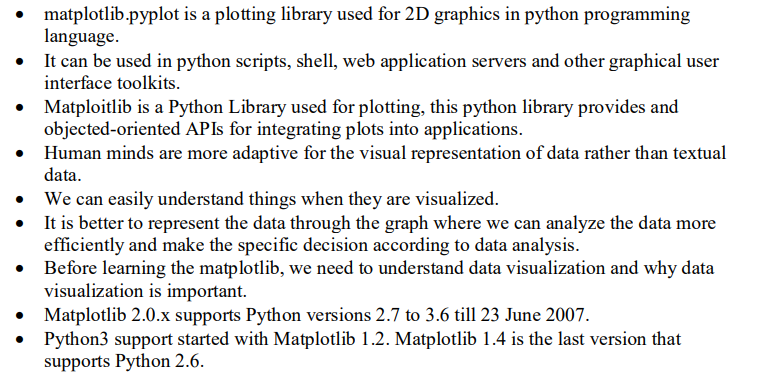 • matplotlib.pyplot is a plotting library used for 2D graphics in python programming
language.
• It can be used in python scripts, shell, web application servers and other graphical user
interface toolkits.
• Matploitlib is a Python Library used for plotting, this python library provides and
objected-oriented APIs for integrating plots into applications.
• Human minds are more adaptive for the visual representation of data rather than textual
data.
• We can easily understand things when they are visualized.
• It is better to represent the data through the graph where we can analyze the data more
efficiently and make the specific decision according to data analysis.
• Before learning the matplotlib, we need to understand data visualization and why data
visualization is important.
• Matplotlib 2.0.x supports Python versions 2.7 to 3.6 till 23 June 2007.
• Python3 support started with Matplotlib 1.2. Matplotlib 1.4 is the last version that
supports Python 2.6.